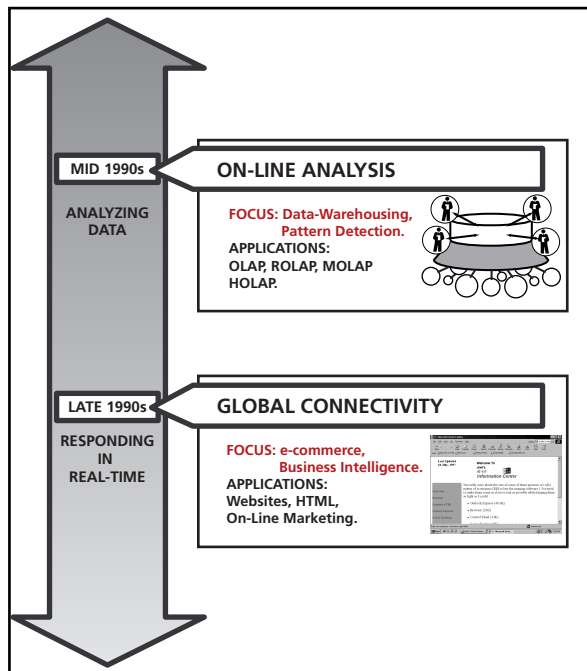 MID 1990s
ON-LINE ANALYSIS
ANALYZING
DATA
FOCUS: Data-Warehousing,
Pattern Detection.
APPLICATIONS:
OLAP, ROLAP, MOLAP
HOLAP.
LATE 1990s
GLOBAL CONNECTIVITY
RESPONDING
IN
REAL-TIME
FOCUS: e-commerce,
Business Intelligence.
APPLICATIONS:
Websites, HTML,
On-Line Marketing.
Last Updated
Welcome to
Information Center